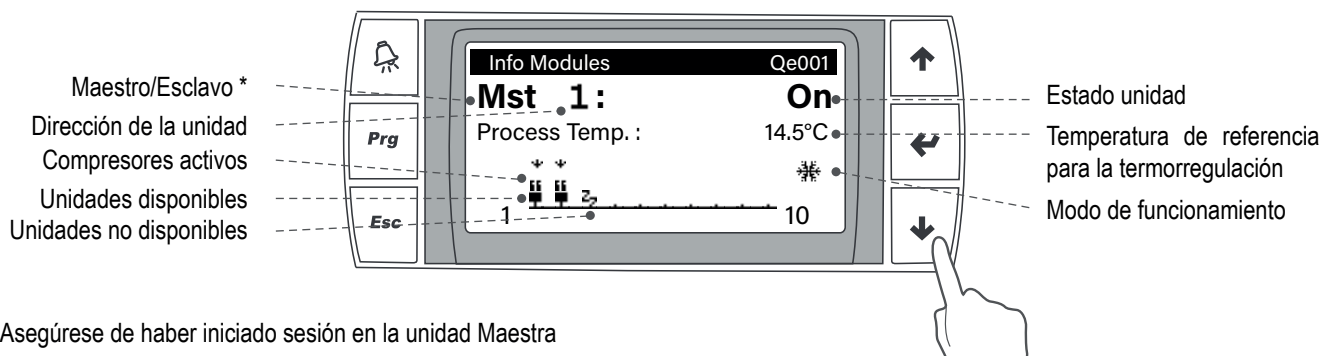 Maestro/Esclavo *
Dirección de la unidad
Compresores activos
Unidades disponibles
Unidades no disponibles
Prg
Esc
Info Modules Qe001
Mst 1: On
Process Temp. : 14.5°C
1 10
Estado unidad
Temperatura de referencia
para la termorregulación
Modo de funcionamiento
Asegúrese de haber iniciado sesión en la unidad Maestra